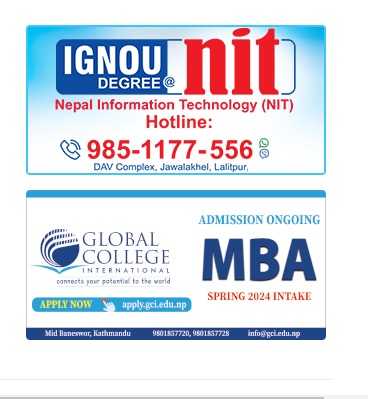 IGNOU
DEGREE @
nit
Nepal Information Technology (NIT)
Hotline:
985-1177-556
DAV Complex, Jawalakhel, Lalitpur,
GLOBAL
COLLEGE
INTERNATIONAL
connects your potential to the world
APPLY NOW
apply.gci.edu.np
ADMISSION ONGOING
MBA
SPRING 2024 INTAKE
Mid Baneswor, Kathmandu 9801857720, 9801857728 info@gci.edu.np